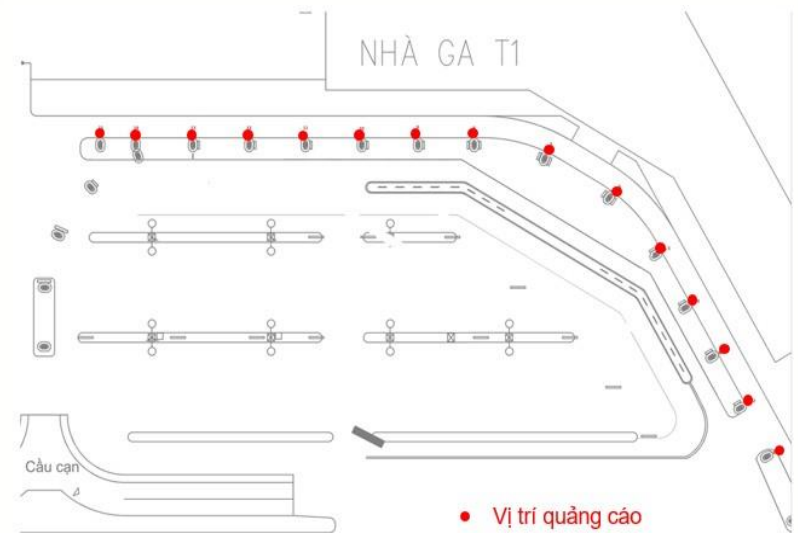 NHÀ GA T1
Cầu cạn
Vị trí quảng cáo